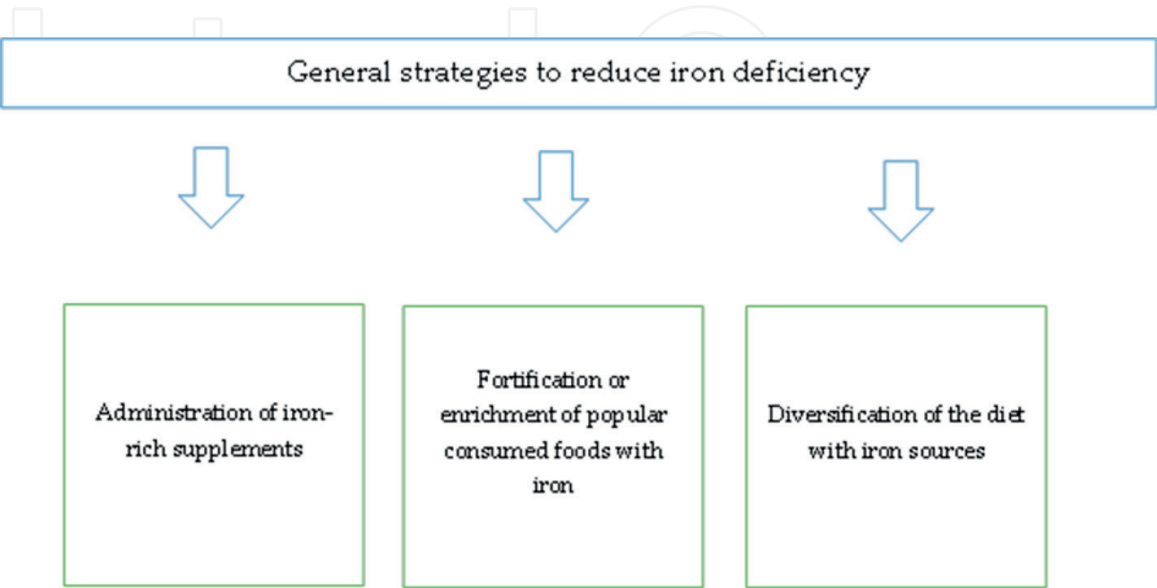 General strategies to reduce iron deficiency
Administration of iron-
rich supplements
Fortification or
enrichment of popular
consumed foods with
iron
Diversification of the diet
with iron sources